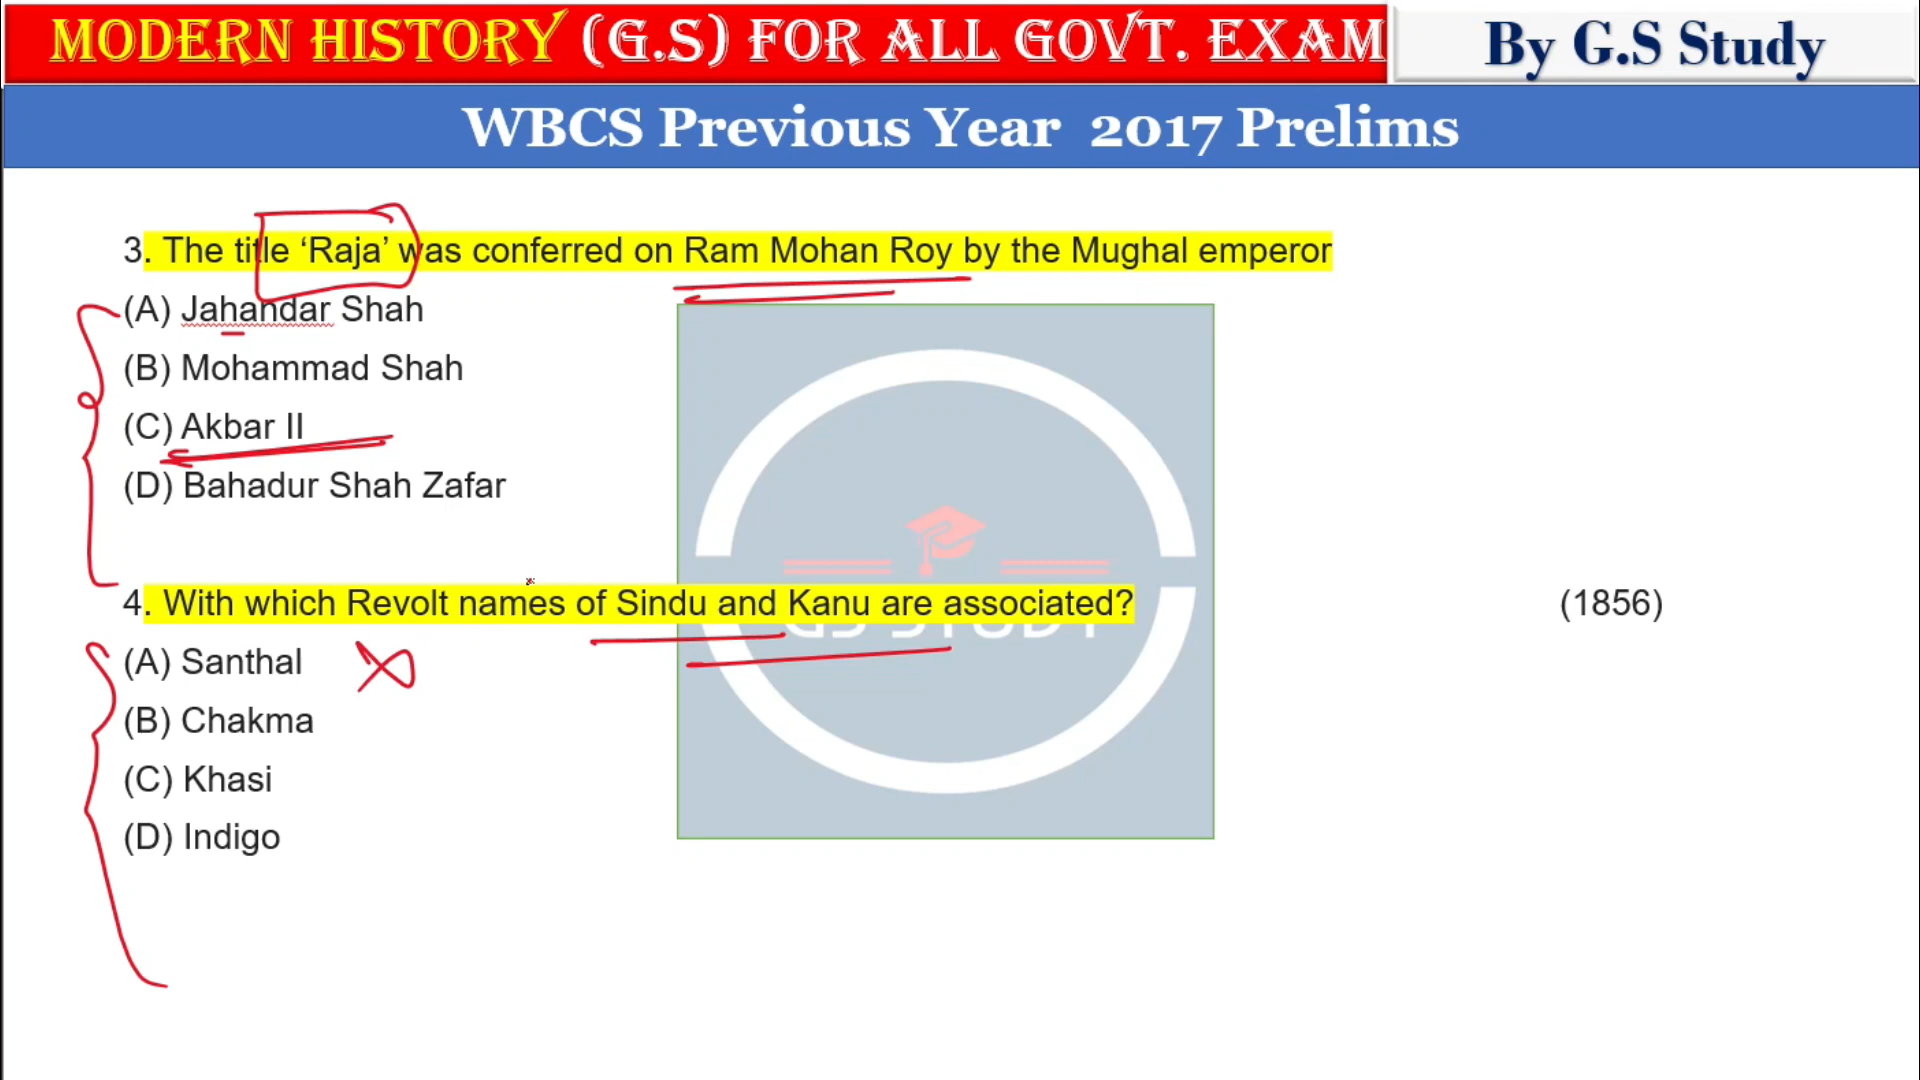 MODERN HISTORY (G.S) FOR ALL GOVT. EXAM
By G.S Study
WBCS Previous Year 2017 Prelims
3. The title ‘Raja’ was conferred on Ram Mohan Roy by the Mughal emperor
(A) Jahandar Shah
(B) Mohammad Shah
(C) Akbar II
(D) Bahadur Shah Zafar
4. With which Revolt names of Sindu and Kanu are associated? (1856)
GS STUDY
(A) Santhal
(B) Chakma
(C) Khasi
(D) Indigo